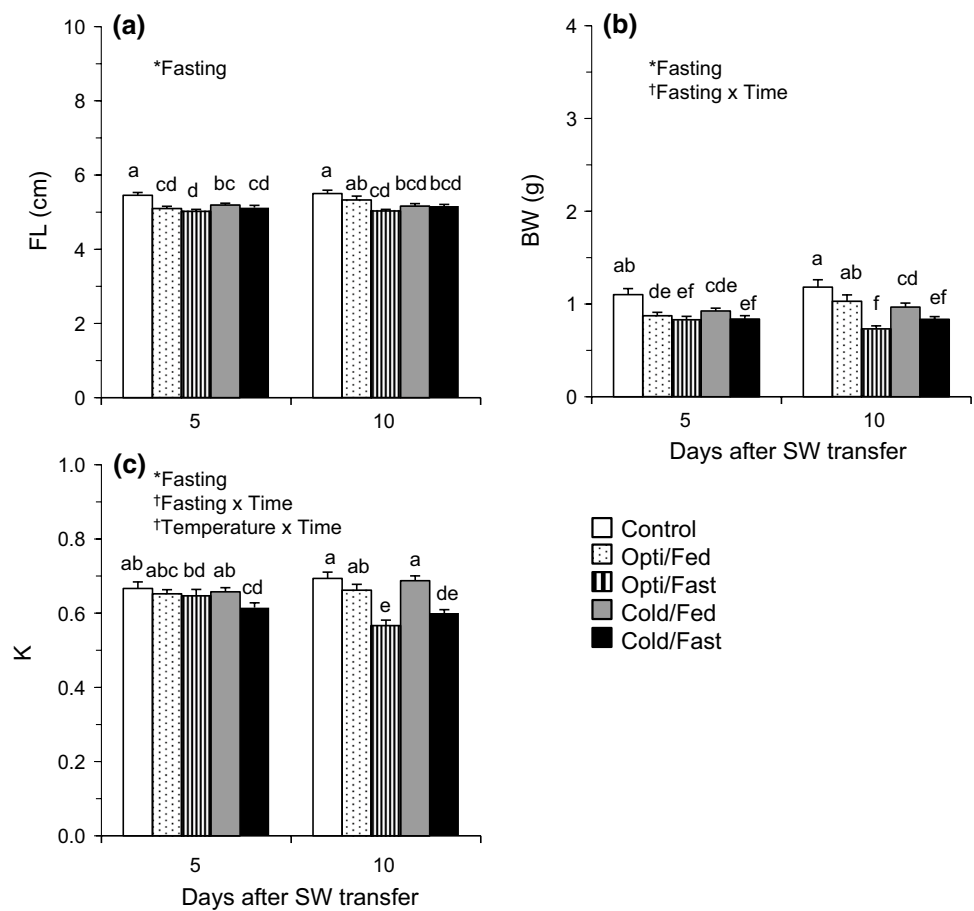 (a)
*Fasting
FL (cm)
10
8
6
4
2
0
a cd d bc cd
a ab cd bcd bcd
5 10
(b)
*Fasting
†Fasting x Time
BW (g)
4
3
2
1
0
ab de ef cde ef
a ab f cd ef
5 10
Days after SW transfer
(c)
*Fasting
†Fasting x Time
†Temperature x Time
K
1.0
0.8
0.6
0.4
0.2
0.0
ab abc bd ab cd
a ab e a de
5 10
Days after SW transfer
Control
Opti/Fed
Opti/Fast
Cold/Fed
Cold/Fast